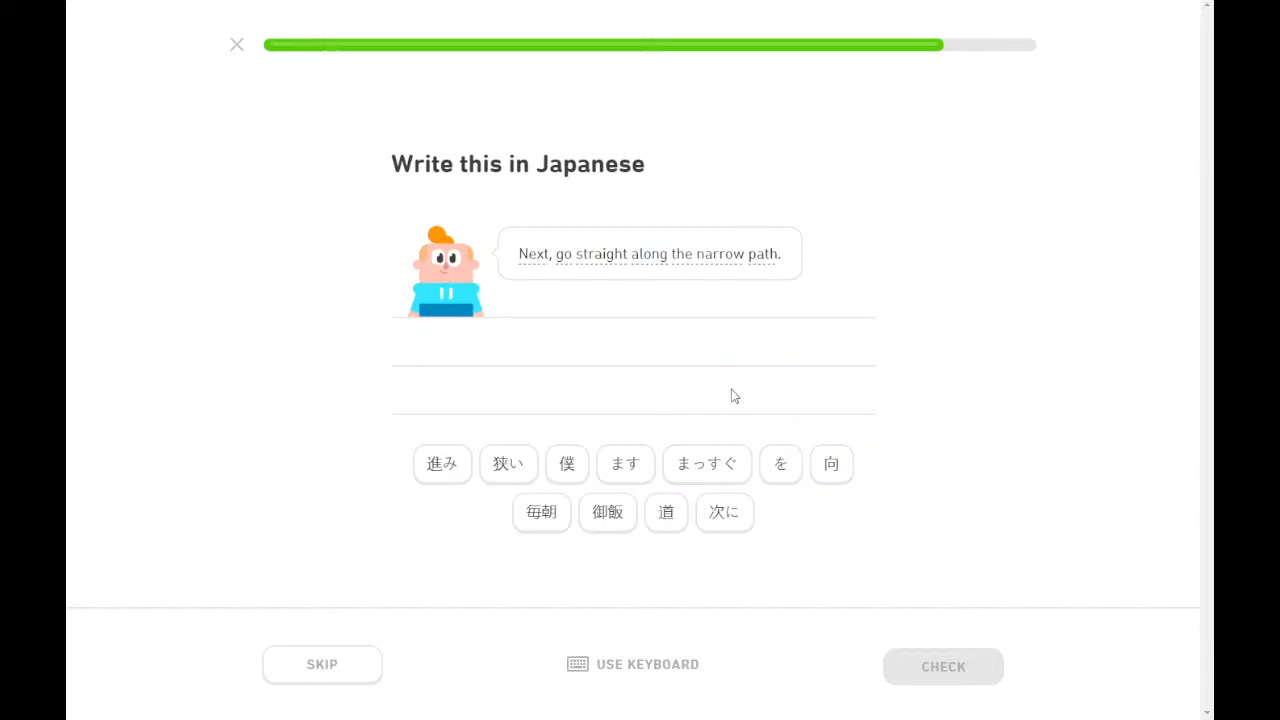 Write this in Japanese
Next, go straight along the narrow path.
進み 狭い 僕 ます まっすぐ を 向
毎朝 御飯 道 次に
SKIP USE KEYBOARD CHECK